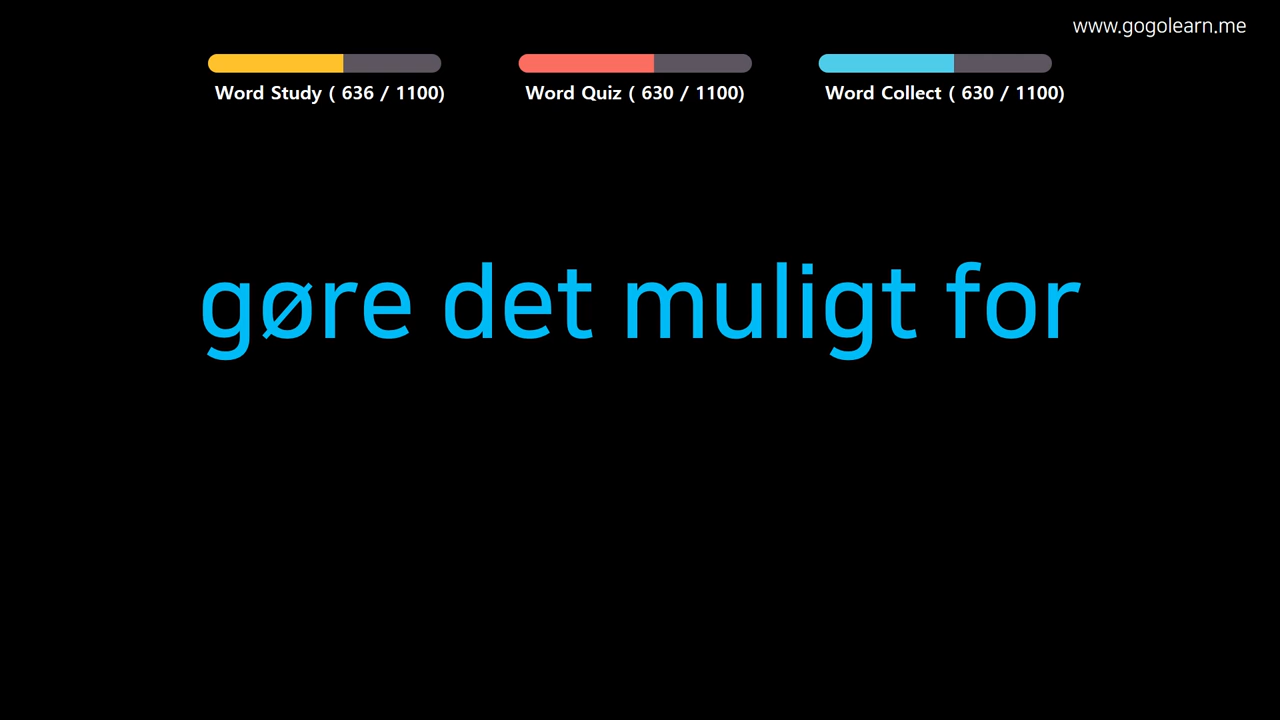 www.gogolearn.me
Word Study ( 636 / 1100)
Word Quiz ( 630 / 1100)
Word Collect ( 630 / 1100)
gøre det muligt for